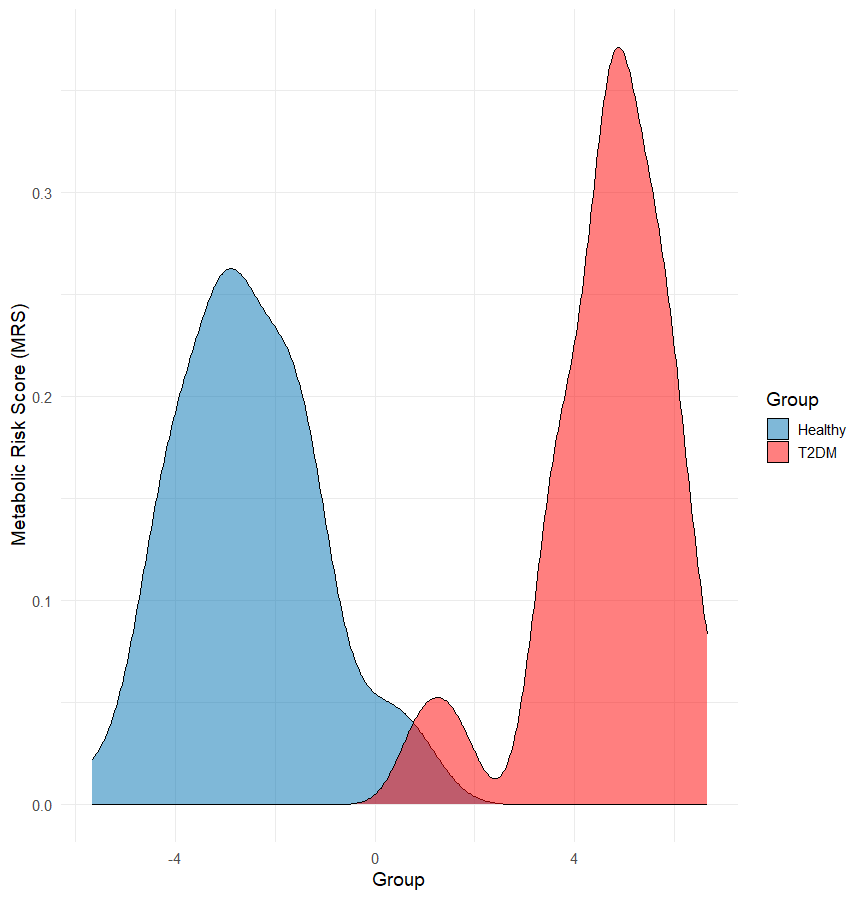 Metabolic Risk Score (MRS)
0.3
0.2
0.1
0.0
-4
0
4
Group
Group
Healthy
T2DM